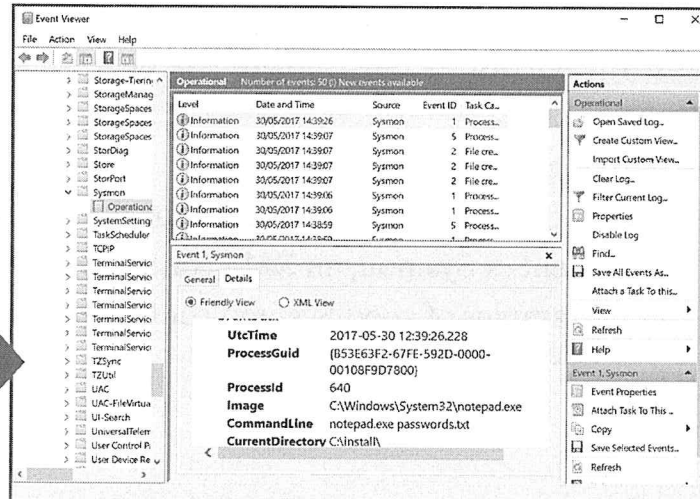 Event Viewer
File Action View Help
Storage-Tierin
StorageManag
StorageSpaces
StorageSpaces
StorageSpaces
StorDiag
Store
StorPort
Sysmon
Operationa
SystemSetting
TaskScheduler
TCPIP
TerminalServic
TerminalServic
TerminalServic
TerminalServic
TerminalServic
TerminalServic
TZSync
TZUtil
UAC
UAC-FileVirtua
UI-Search
UniversalTelem
User Control Pa
User Device Re
Operational Number of events: 50 (!) New events available
Level Date and Time Source Event ID Task Ca...
Information 30/05/2017 14:39:26 Sysmon 1 Process...
Information 30/05/2017 14:39:07 Sysmon 5 Process...
Information 30/05/2017 14:39:07 Sysmon 2 File cre...
Information 30/05/2017 14:39:07 Sysmon 2 File cre...
Information 30/05/2017 14:39:07 Sysmon 2 File cre...
Information 30/05/2017 14:39:06 Sysmon 1 Process...
Information 30/05/2017 14:39:06 Sysmon 1 Process...
Information 30/05/2017 14:38:59 Sysmon 5 Process...
Event 1, Sysmon
General Details
Friendly View XML View
UtcTime 2017-05-30 12:39:26.228
ProcessGuid {B53E63F2-67FE-592D-0000-
00108F9D7800}
ProcessId 640
Image C:\Windows\System32\notepad.exe
CommandLine notepad.exe passwords.txt
CurrentDirectory C:\install\
Actions
Operational
Open Saved Log...
Create Custom View...
Import Custom View...
Clear Log...
Filter Current Log...
Properties
Disable Log
Find...
Save All Events As...
Attach a Task To this...
View
Refresh
Help
Event 1, Sysmon
Event Properties
Attach Task To This ...
Copy
Save Selected Events...
Refresh